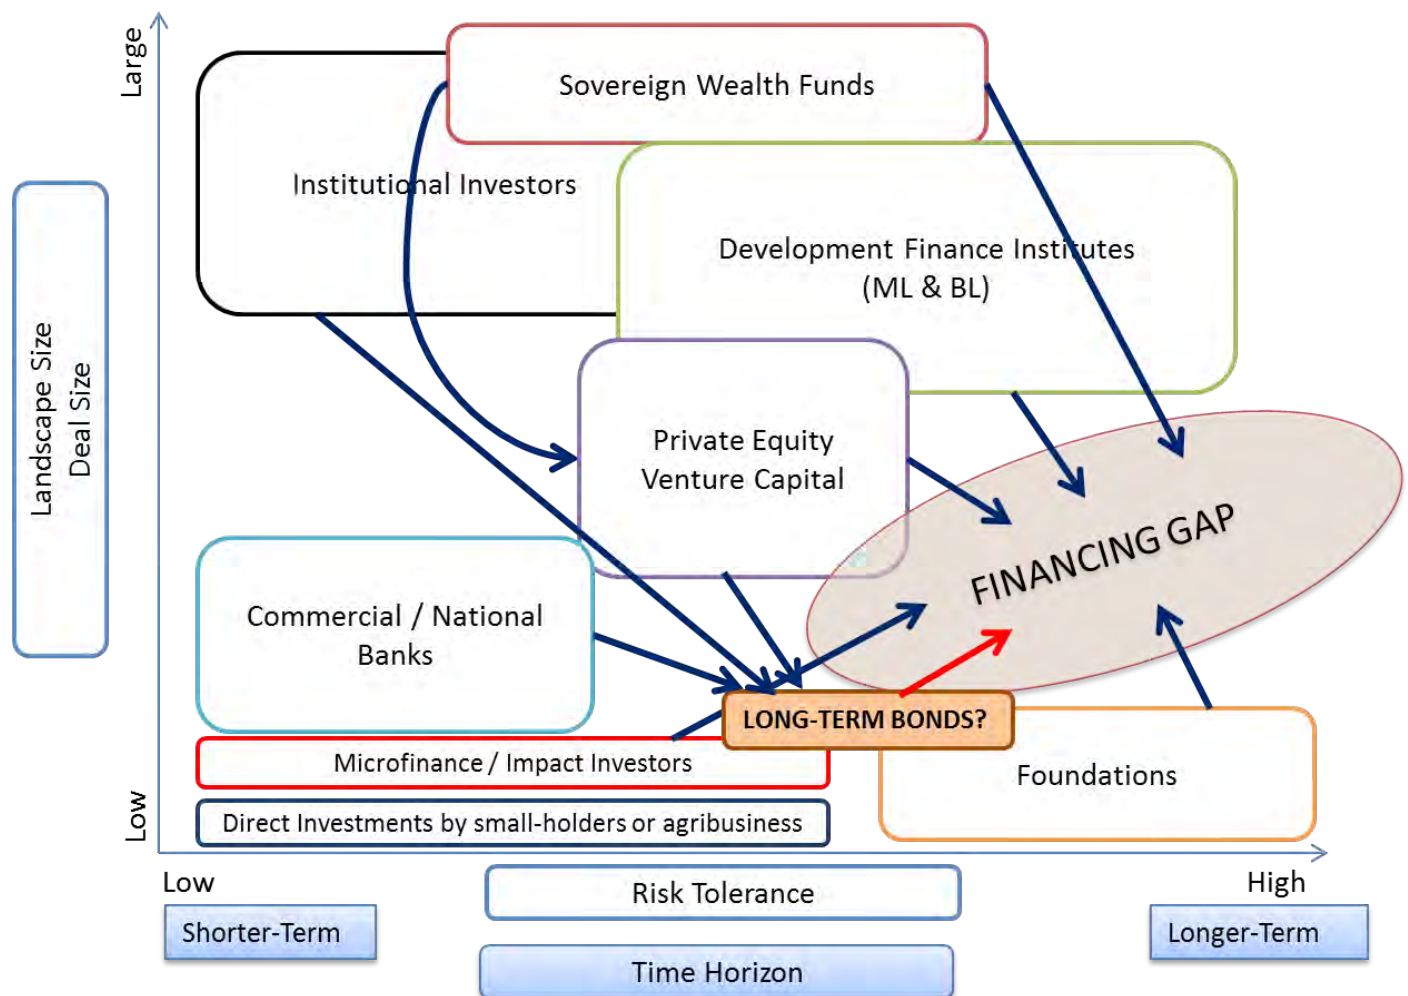 Large
Sovereign Wealth Funds
Institutional Investors
Development Finance Institutes
(ML & BL)
Landscape Size
Deal Size
Private Equity
Venture Capital
FINANCING GAP
Commercial / National
Banks
LONG-TERM BONDS?
Microfinance / Impact Investors
Foundations
Direct Investments by small-holders or agribusiness
Low
Low
High
Risk Tolerance
Shorter-Term
Longer-Term
Time Horizon